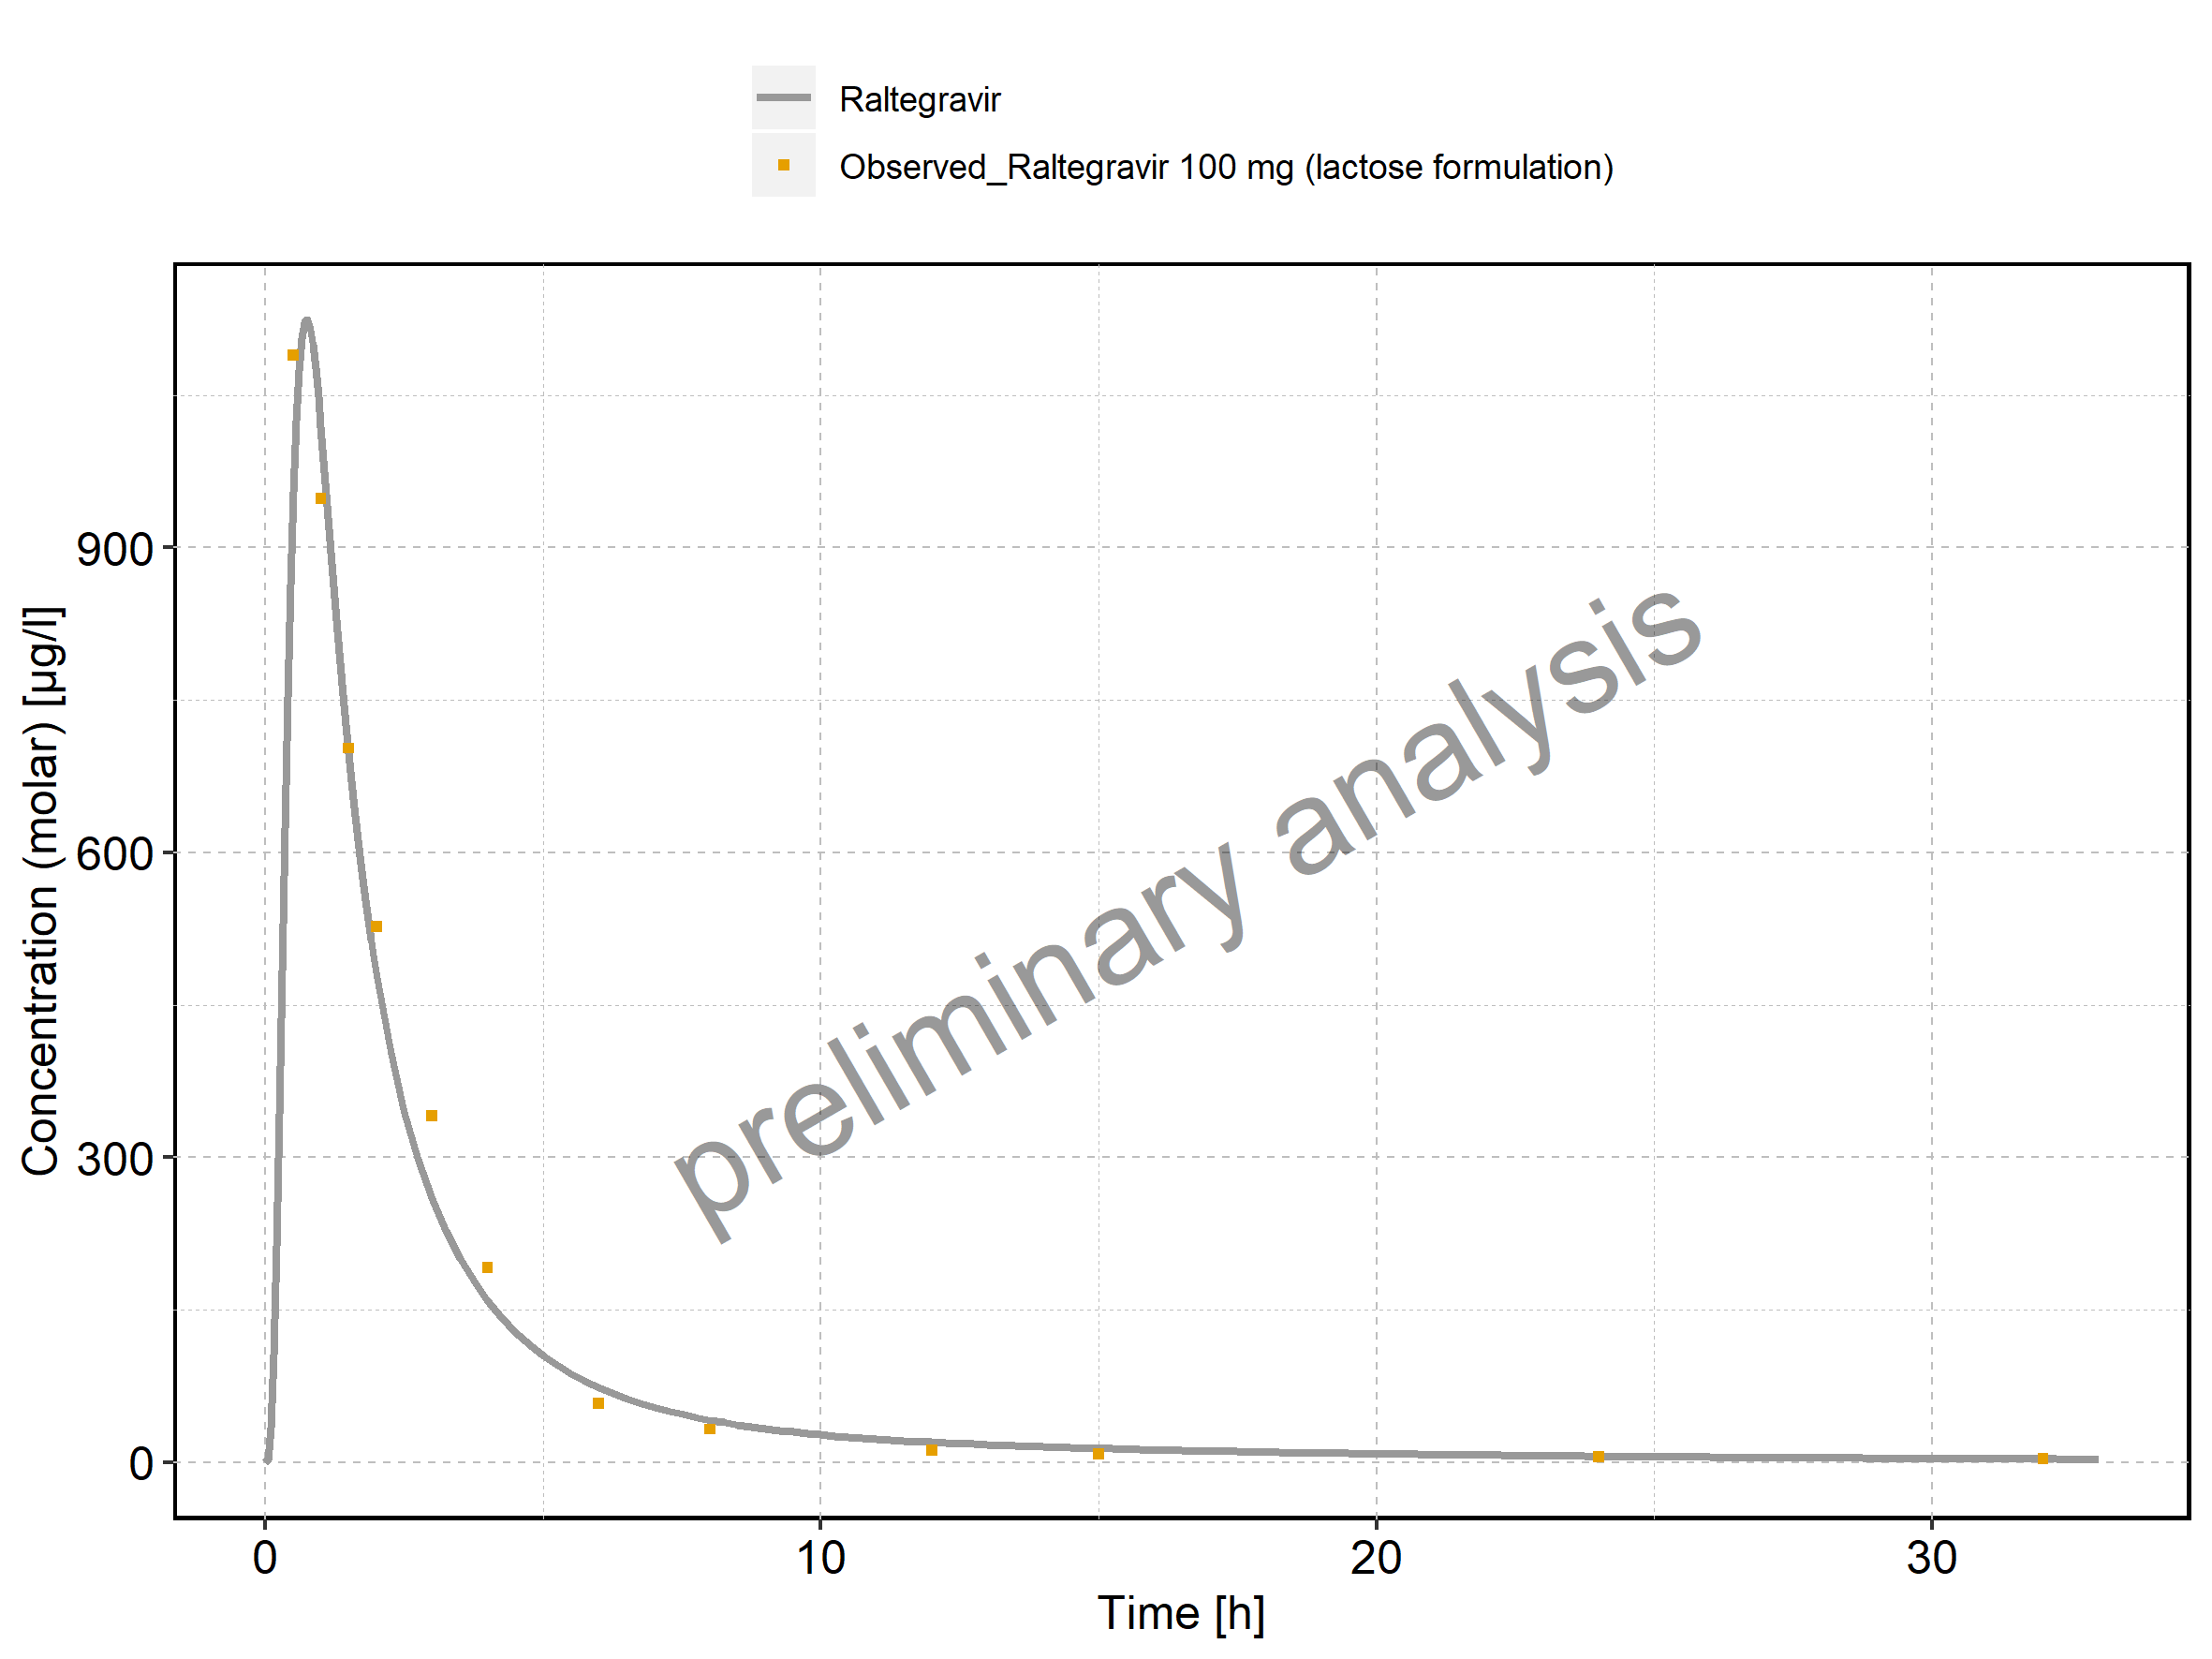 Raltegravir
Observed_Raltegravir 100 mg (lactose formulation)
Concentration (molar) [µg/l]
900
600
300
0
preliminary analysis
0 10 20 30
Time [h]